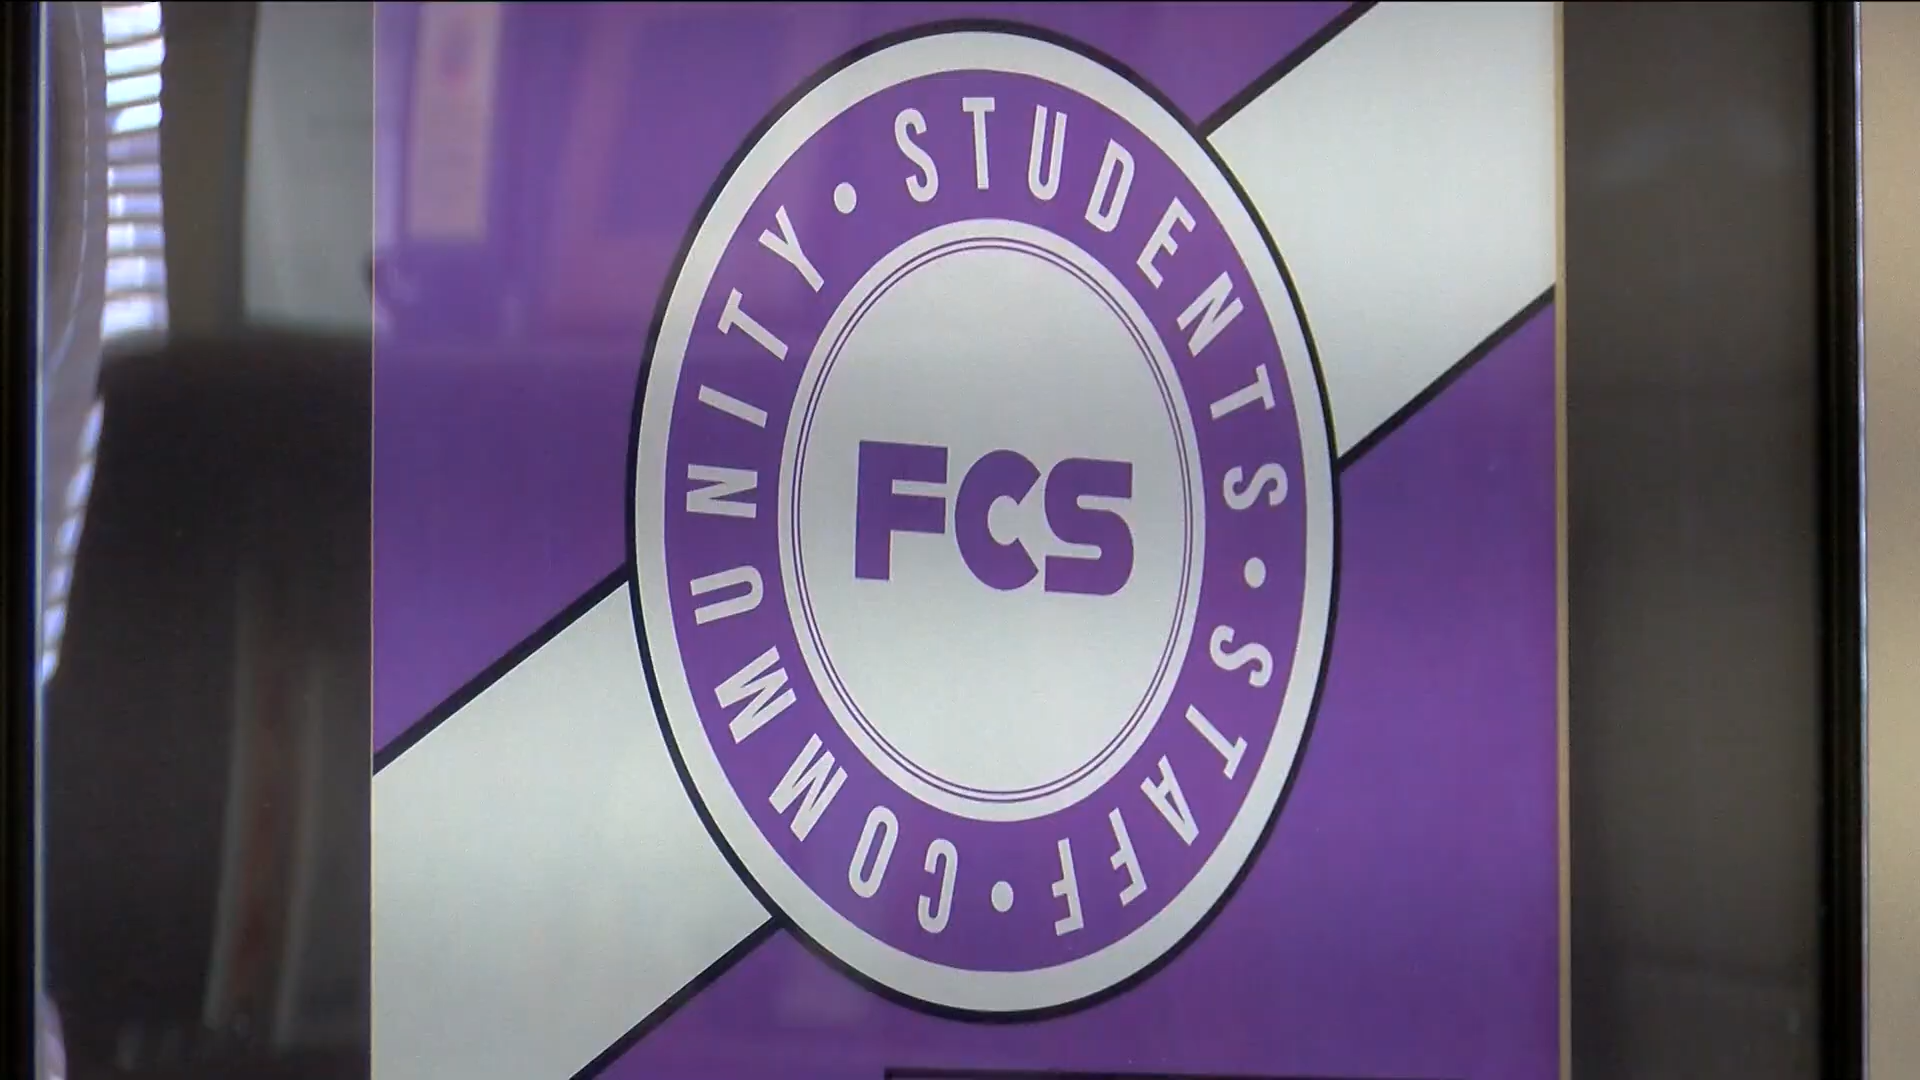 STUDENTS • STAFF • COMMUNITY •
FCS